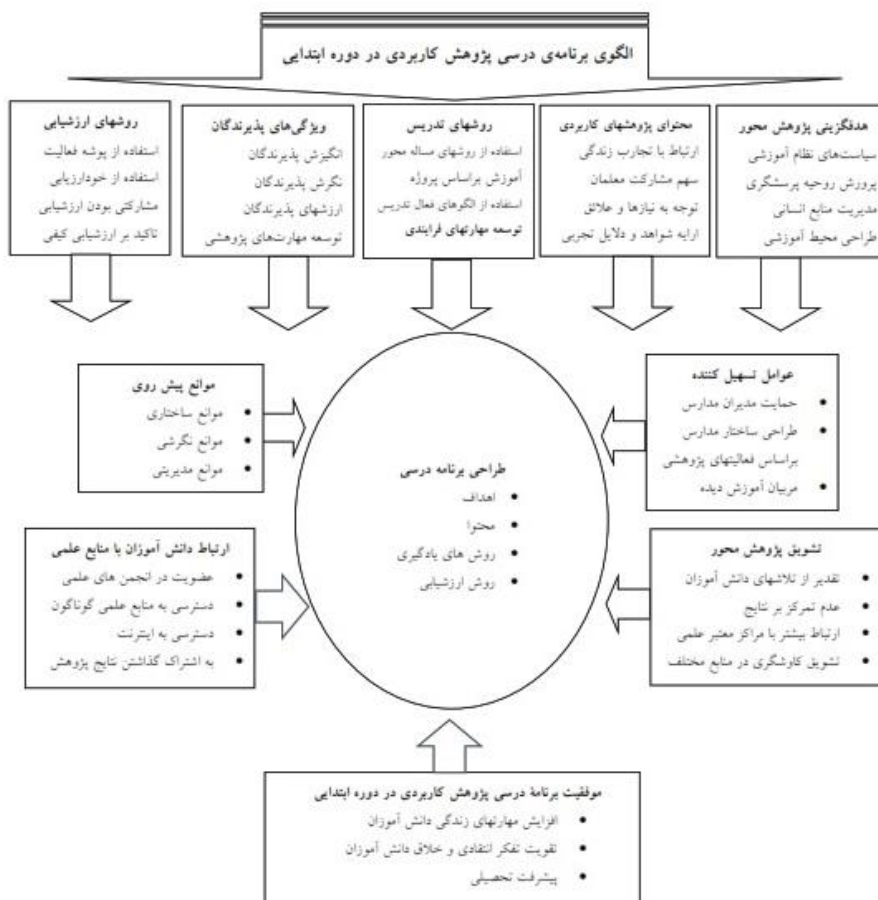 الگوی برنامه‌ی درسی پژوهش کاربردی در دوره ابتدایی
هدفگزینی پژوهش محور
سیاست‌های نظام آموزشی
پرورش روحیه پرسشگری
مدیریت منابع انسانی
طراحی محیط آموزشی
محتوای پژوهشهای کاربردی
ارتباط با تجارب زندگی
سهم مشارکت معلمان
توجه به نیازها و علائق
ارایه شواهد و دلایل تجربی
روشهای تدریس
استفاده از روشهای مساله محور
آموزش براساس پروژه
استفاده از الگوهای فعال تدریس
توسعه مهارتهای فرایندی
ویژگی‌های پذیرندگان
انگیزش پذیرندگان
نگرش پذیرندگان
ارزشهای پذیرندگان
توسعه مهارت‌های پژوهشی
روشهای ارزشیابی
استفاده از پوشه فعالیت
استفاده از خودارزیابی
مشارکتی بودن ارزشیابی
تاکید بر ارزشیابی کیفی
عوامل تسهیل کننده
• حمایت مدیران مدارس
• طراحی ساختار مدارس
براساس فعالیتهای پژوهشی
• مربیان آموزش دیده
موانع پیش روی
• موانع ساختاری
• موانع نگرشی
• موانع مدیریتی
طراحی برنامه درسی
• اهداف
• محتوا
• روش های یادگیری
• روش ارزشیابی
تشویق پژوهش محور
• تقدیر از تلاشهای دانش آموزان
• عدم تمرکز بر نتایج
• ارتباط بیشتر با مراکز معتبر علمی
• تشویق کاوشگری در منابع مختلف
ارتباط دانش آموزان با منابع علمی
• عضویت در انجمن های علمی
• دسترسی به منابع علمی گوناگون
• دسترسی به اینترنت
• به اشتراک گذاشتن نتایج پژوهش
موفقیت برنامۀ درسی پژوهش کاربردی در دوره ابتدایی
• افزایش مهارتهای زندگی دانش آموزان
• تقویت تفکر انتقادی و خلاق دانش آموزان
• پیشرفت تحصیلی